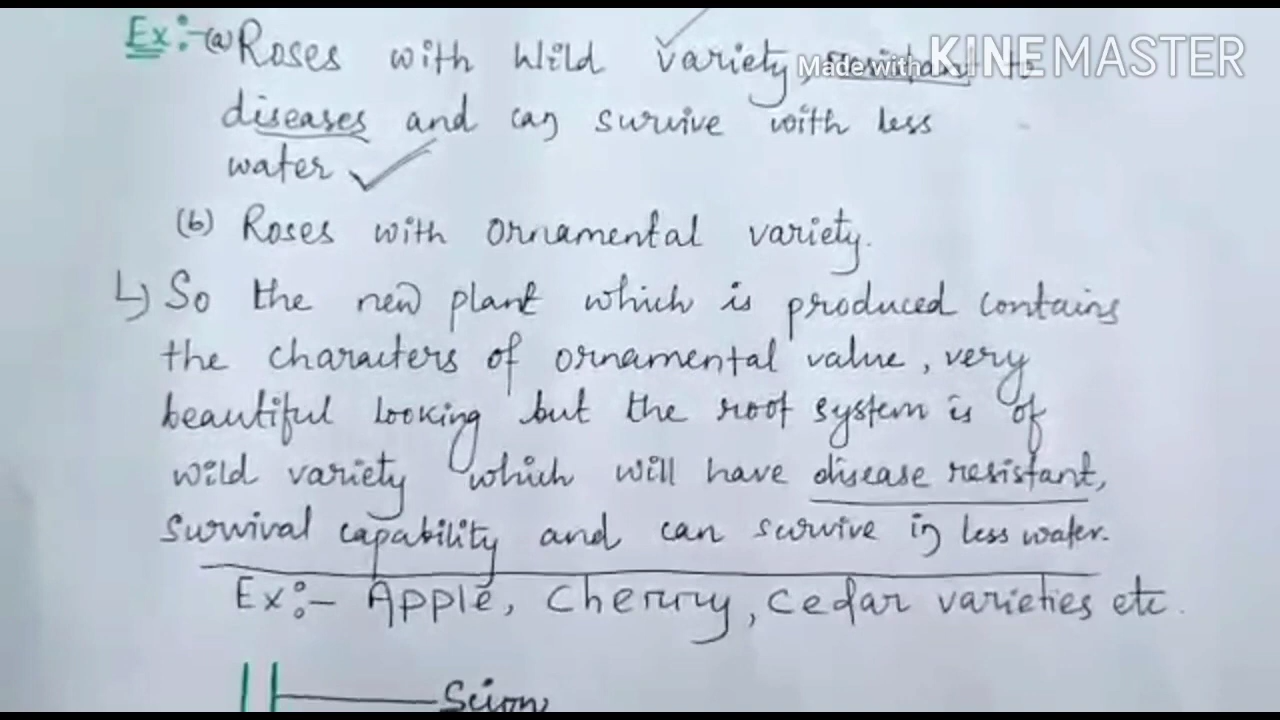 Ex:-(a) Roses with Wild variety, resistant to
Made with KINEMASTER
diseases and can survive with less
water
(b) Roses with ornamental variety.
So the new plant which is produced contains
the characters of ornamental value, very
beautiful looking but the root system is of
wild variety which will have disease resistant,
Survival capability and can survive in less water.
Ex:- Apple, Cherry, Cedar varieties etc.
Scion